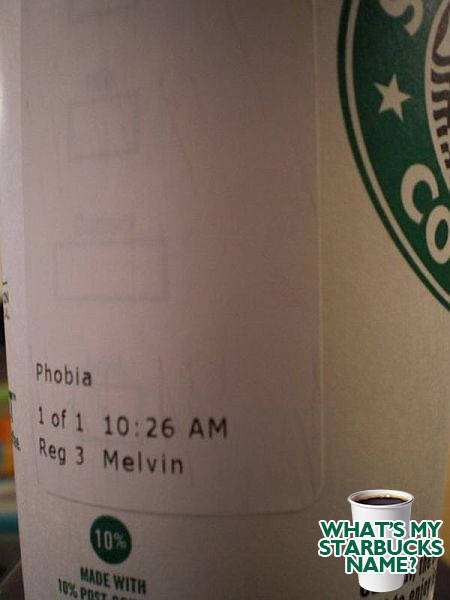 S
CO
Phobia
1 of 1 10:26 AM
Reg 3 Melvin
10%
MADE WITH
10%
WHAT'S MY
STARBUCKS
NAME?